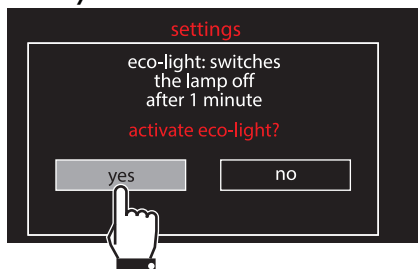 settings
eco-light: switches
the lamp off
after 1 minute
activate eco-light?
yes no